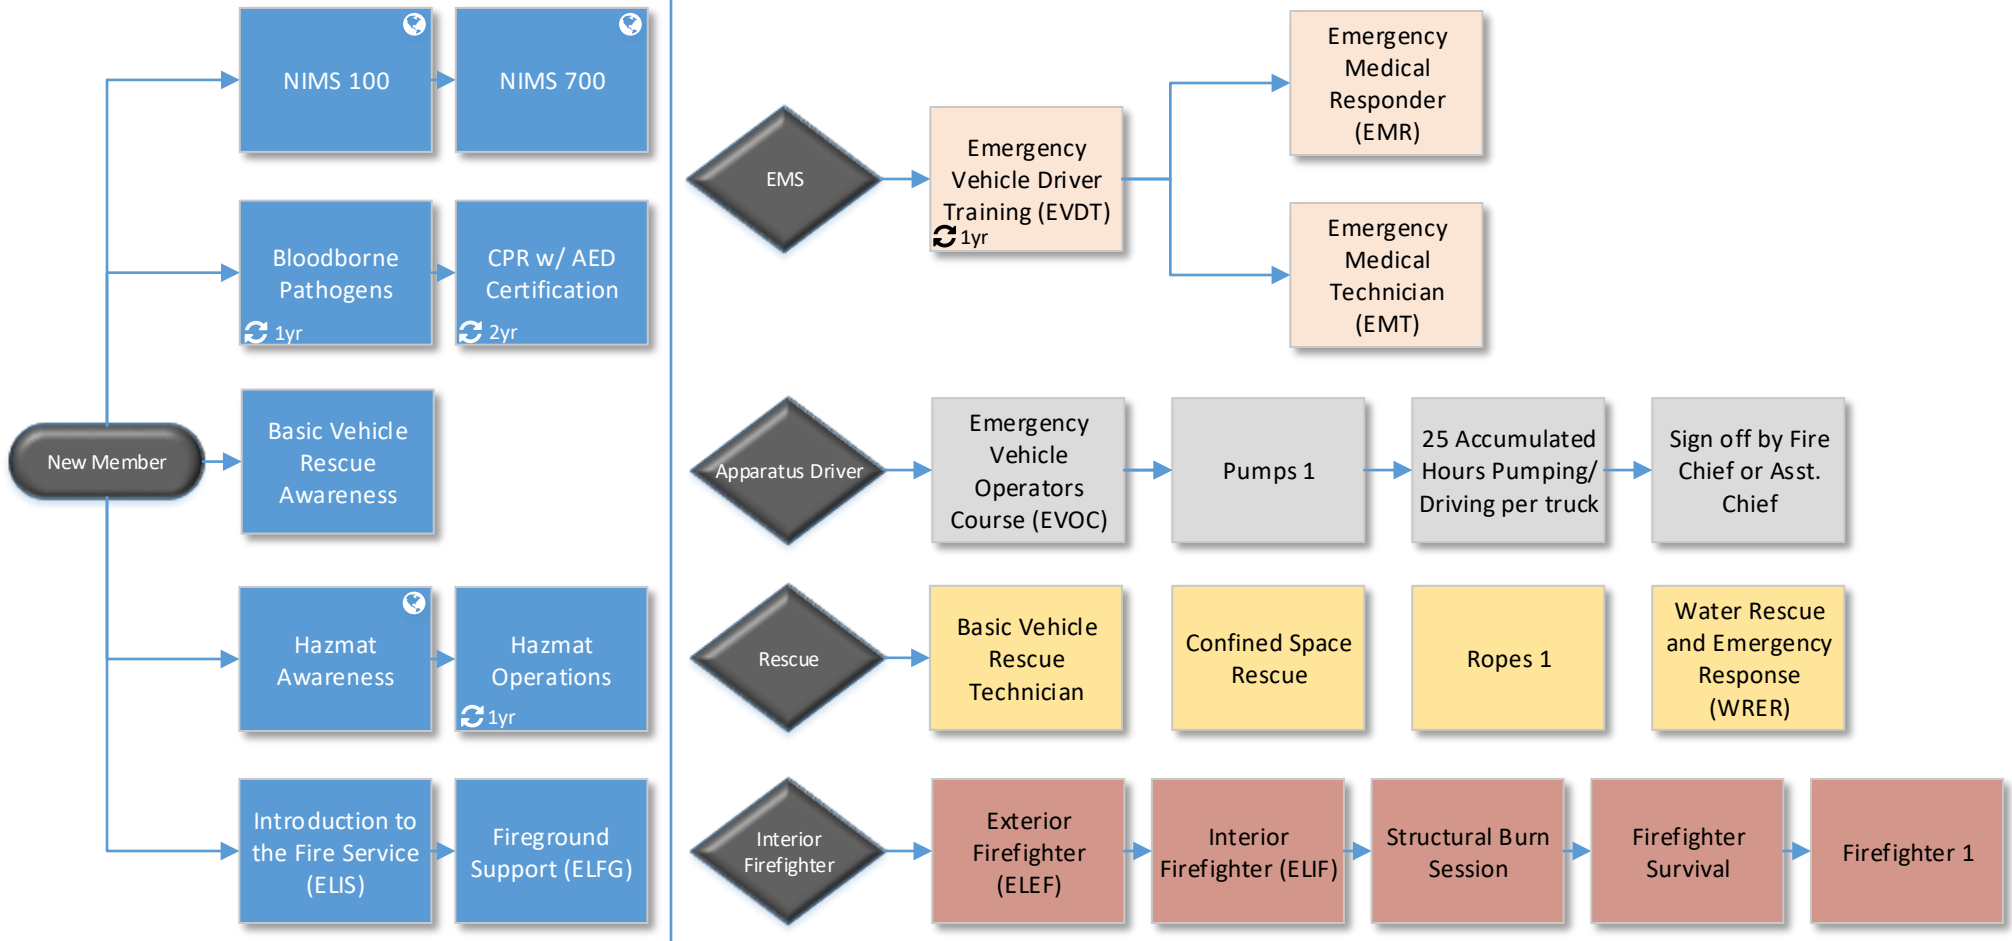 NIMS 100
NIMS 700
Bloodborne
Pathogens
1yr
CPR w/ AED
Certification
2yr
New Member
Basic Vehicle
Rescue
Awareness
Hazmat
Awareness
Hazmat
Operations
1yr
Introduction to
the Fire Service
(ELIS)
Fireground
Support (ELFG)
EMS
Emergency
Vehicle Driver
Training (EVDT)
1yr
Emergency
Medical
Responder
(EMR)
Emergency
Medical
Technician
(EMT)
Apparatus Driver
Emergency
Vehicle
Operators
Course (EVOC)
Pumps 1
25 Accumulated
Hours Pumping/
Driving per truck
Sign off by Fire
Chief or Asst.
Chief
Rescue
Basic Vehicle
Rescue
Technician
Confined Space
Rescue
Ropes 1
Water Rescue
and Emergency
Response
(WRER)
Interior
Firefighter
Exterior
Firefighter
(ELEF)
Interior
Firefighter (ELIF)
Structural Burn
Session
Firefighter
Survival
Firefighter 1